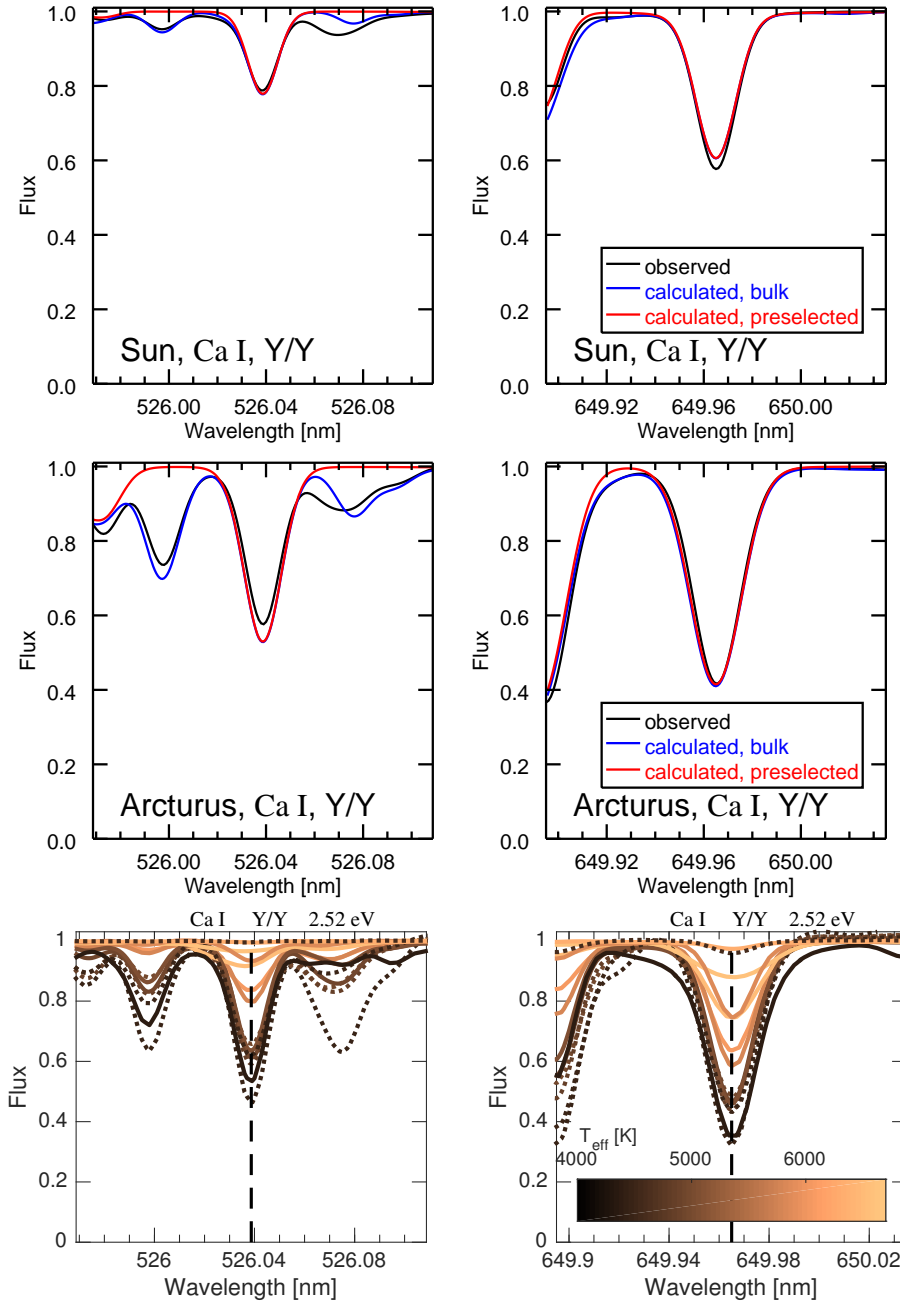 1.0
0.8
0.6
0.4
0.2
0.0
Flux
Sun, Ca I, Y/Y
526.00 526.04 526.08
Wavelength [nm]
1.0
0.8
0.6
0.4
0.2
0.0
Flux
observed
calculated, bulk
calculated, preselected
Sun, Ca I, Y/Y
649.92 649.96 650.00
Wavelength [nm]
1.0
0.8
0.6
0.4
0.2
0.0
Flux
Arcturus, Ca I, Y/Y
526.00 526.04 526.08
Wavelength [nm]
1.0
0.8
0.6
0.4
0.2
0.0
Flux
observed
calculated, bulk
calculated, preselected
Arcturus, Ca I, Y/Y
649.92 649.96 650.00
Wavelength [nm]
Ca I Y/Y 2.52 eV
1
0.8
0.6
0.4
0.2
0
Flux
526 526.04 526.08
Wavelength [nm]
Ca I Y/Y 2.52 eV
1
0.8
0.6
0.4
0.2
0
Flux
T_eff [K]
4000 5000 6000
649.9 649.94 649.98 650.02
Wavelength [nm]